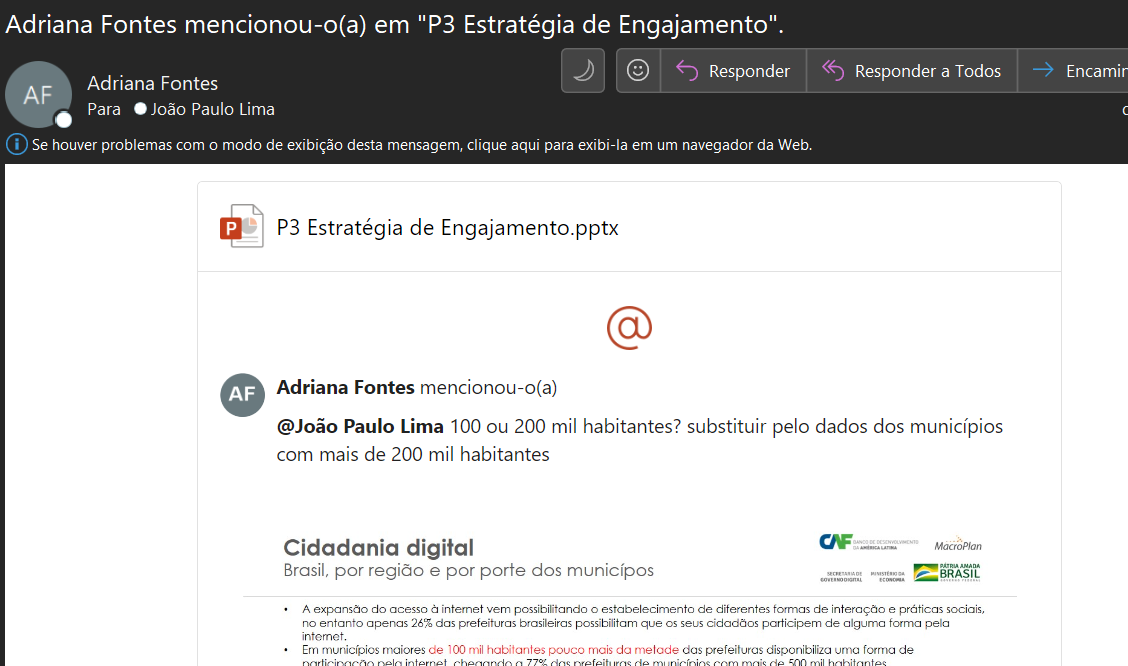 Adriana Fontes mencionou-o(a) em "P3 Estratégia de Engajamento".
AF
Adriana Fontes
Para João Paulo Lima
Responder
Responder a Todos
Encamin
Se houver problemas com o modo de exibição desta mensagem, clique aqui para exibi-la em um navegador da Web.
P
P3 Estratégia de Engajamento.pptx
@
AF
Adriana Fontes mencionou-o(a)
@João Paulo Lima 100 ou 200 mil habitantes? substituir pelo dados dos municípios
com mais de 200 mil habitantes
Cidadania digital
Brasil, por região e por porte dos municípos
CAF BANCO DE DESENVOLVIMENTO
DA AMÉRICA LATINA
MacroPlan
SECRETARIA DE
GOVERNO DIGITAL
MINISTÉRIO DA
ECONOMIA
PÁTRIA AMADA
BRASIL
GOVERNO FEDERAL
• A expansão do acesso à internet vem possibilitando o estabelecimento de diferentes formas de interação e práticas sociais,
no entanto apenas 26% das prefeituras brasileiras possibilitam que os seus cidadãos participem de alguma forma pela
internet.
• Em municípios maiores de 100 mil habitantes pouco mais da metade das prefeituras disponibiliza uma forma de
participação pela internet, chegando a 77% das prefeituras de municípios com mais de 500 mil habitantes